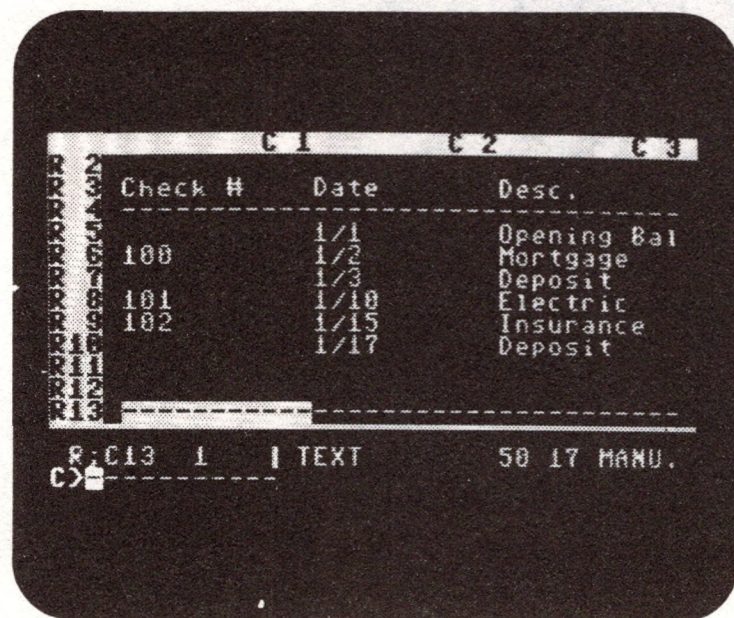 C 1 C 2 C 3
R 2
R 3 Check # Date Desc.
R 4 -----------------------------------
R 5 1/1 Opening Bal
R 6 100 1/2 Mortgage
R 7 1/3 Deposit
R 8 101 1/10 Electric
R 9 102 1/15 Insurance
R10 1/17 Deposit
R11
R12
R13 -----------------------------------
R;C13 1 TEXT 50 17 MANU.
C>-----------